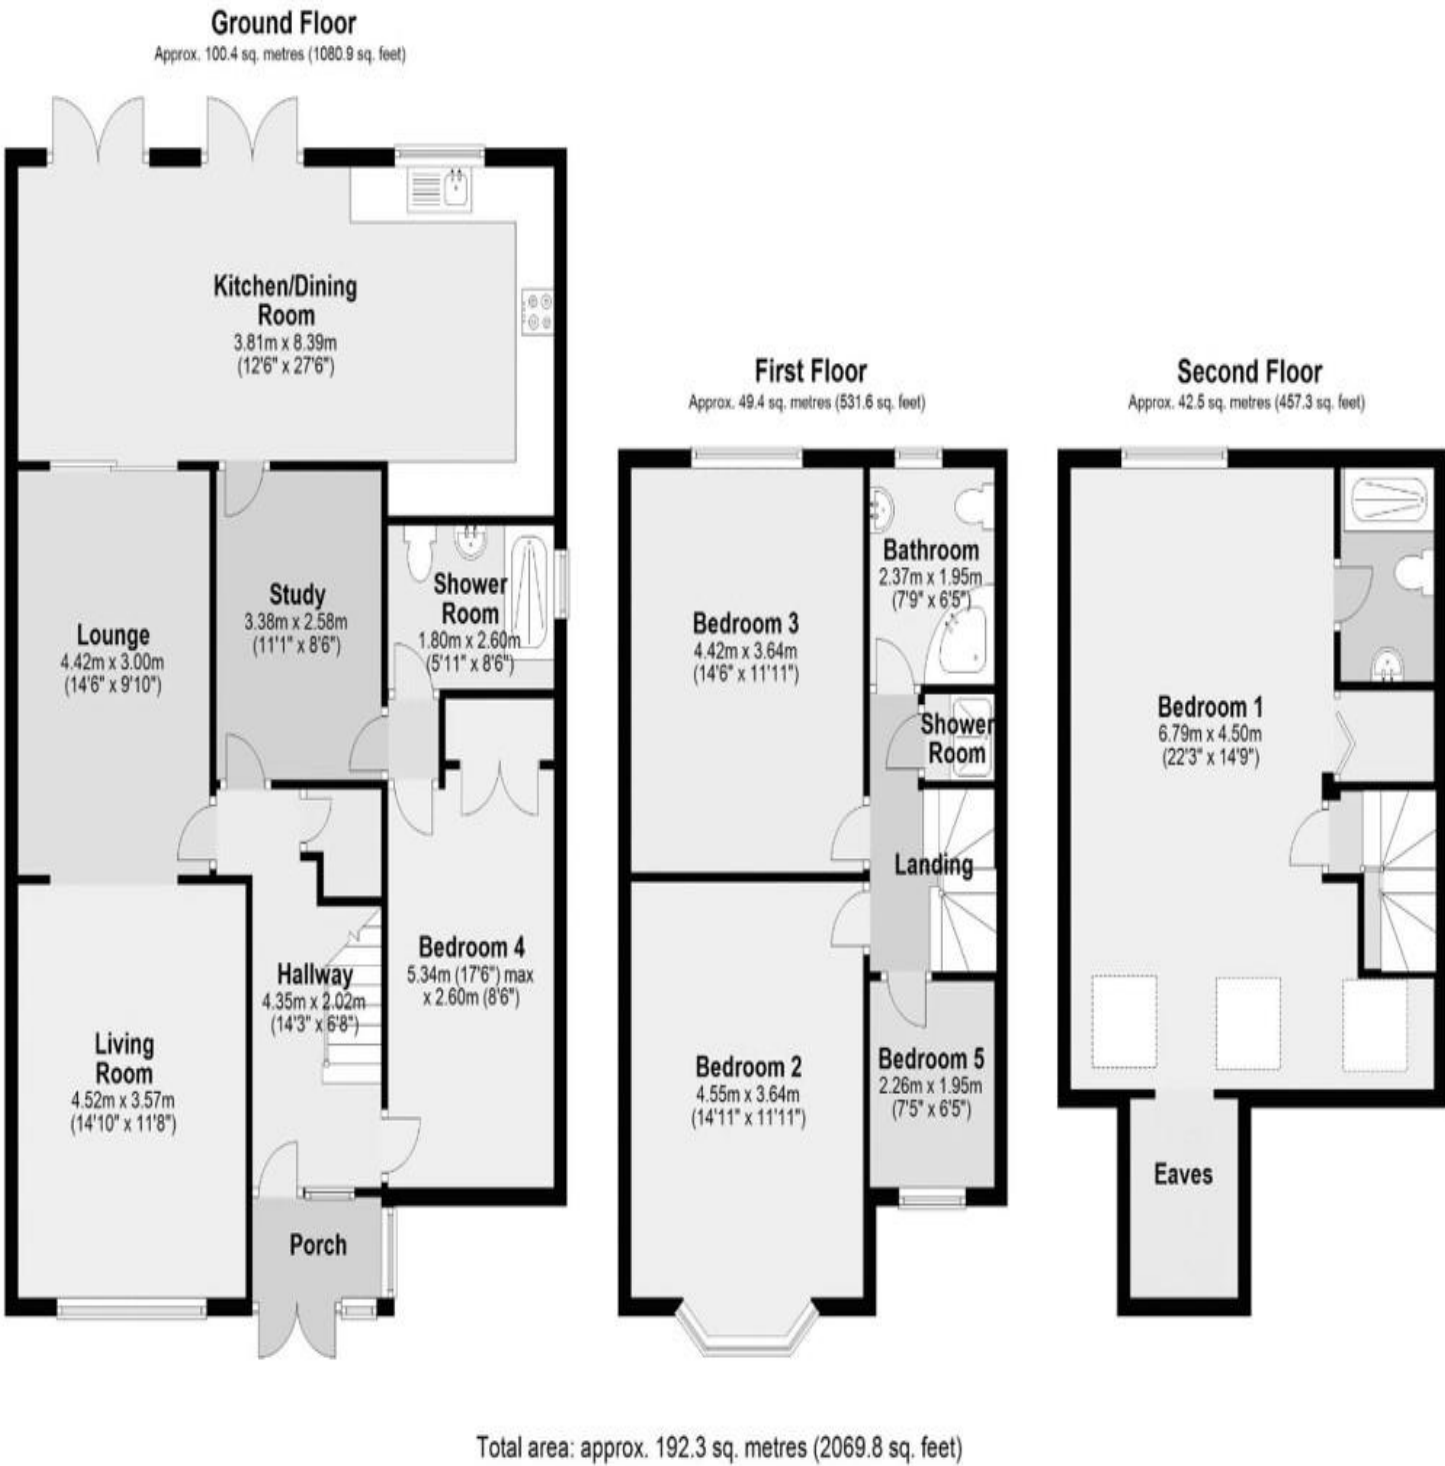 Ground Floor
Approx. 100.4 sq. metres (1080.9 sq. feet)
Kitchen/Dining
Room
3.81m x 8.39m
(12'6" x 27'6")
Lounge
4.42m x 3.00m
(14'6" x 9'10")
Study
3.38m x 2.58m
(11'1" x 8'6")
Shower
Room
1.80m x 2.60m
(5'11" x 8'6")
Bedroom 4
5.34m (17'6") max
x 2.60m (8'6")
Hallway
4.35m x 2.02m
(14'3" x 6'8")
Living
Room
4.52m x 3.57m
(14'10" x 11'8")
Porch
First Floor
Approx. 49.4 sq. metres (531.6 sq. feet)
Bathroom
2.37m x 1.95m
(7'9" x 6'5")
Bedroom 3
4.42m x 3.64m
(14'6" x 11'11")
Shower
Room
Landing
Bedroom 2
4.55m x 3.64m
(14'11" x 11'11")
Bedroom 5
2.26m x 1.95m
(7'5" x 6'5")
Second Floor
Approx. 42.5 sq. metres (457.3 sq. feet)
Bedroom 1
6.79m x 4.50m
(22'3" x 14'9")
Eaves
Total area: approx. 192.3 sq. metres (2069.8 sq. feet)